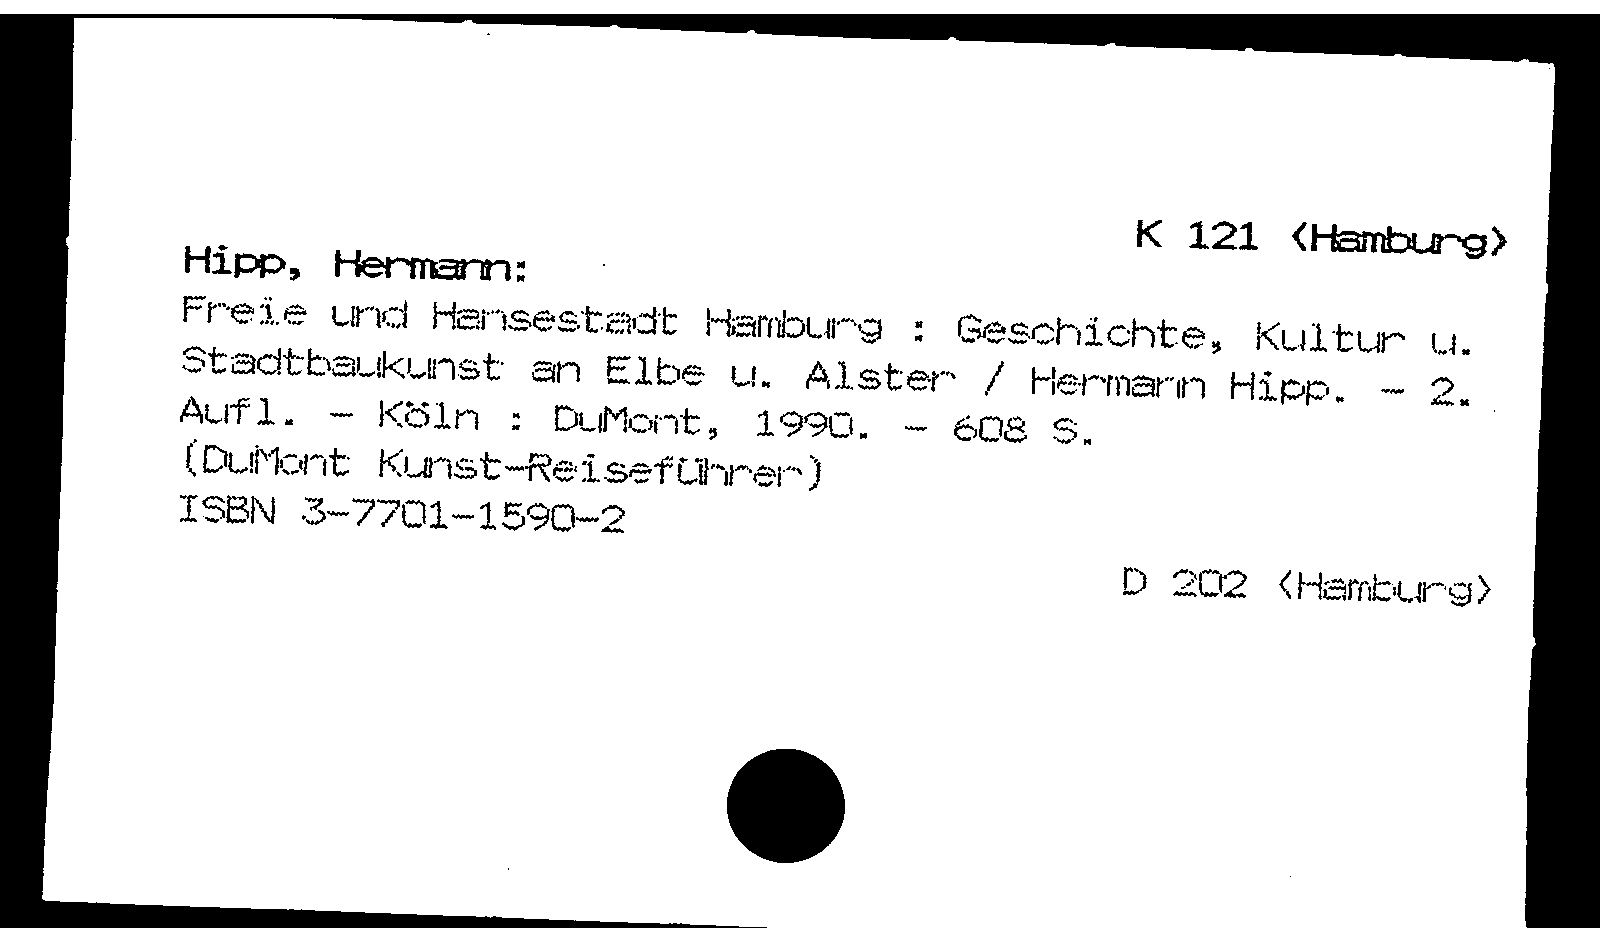 K 121 <Hamburg>
Hipp, Hermann:
Freie und Hansestadt Hamburg : Geschichte, Kultur u.
Stadtbaukunst an Elbe u. Alster / Hermann Hipp. - 2.
Aufl. - Köln : DuMont, 1990. - 608 S.
(DuMont Kunst-Reiseführer)
ISBN 3-7701-1590-2
D 202 <Hamburg>